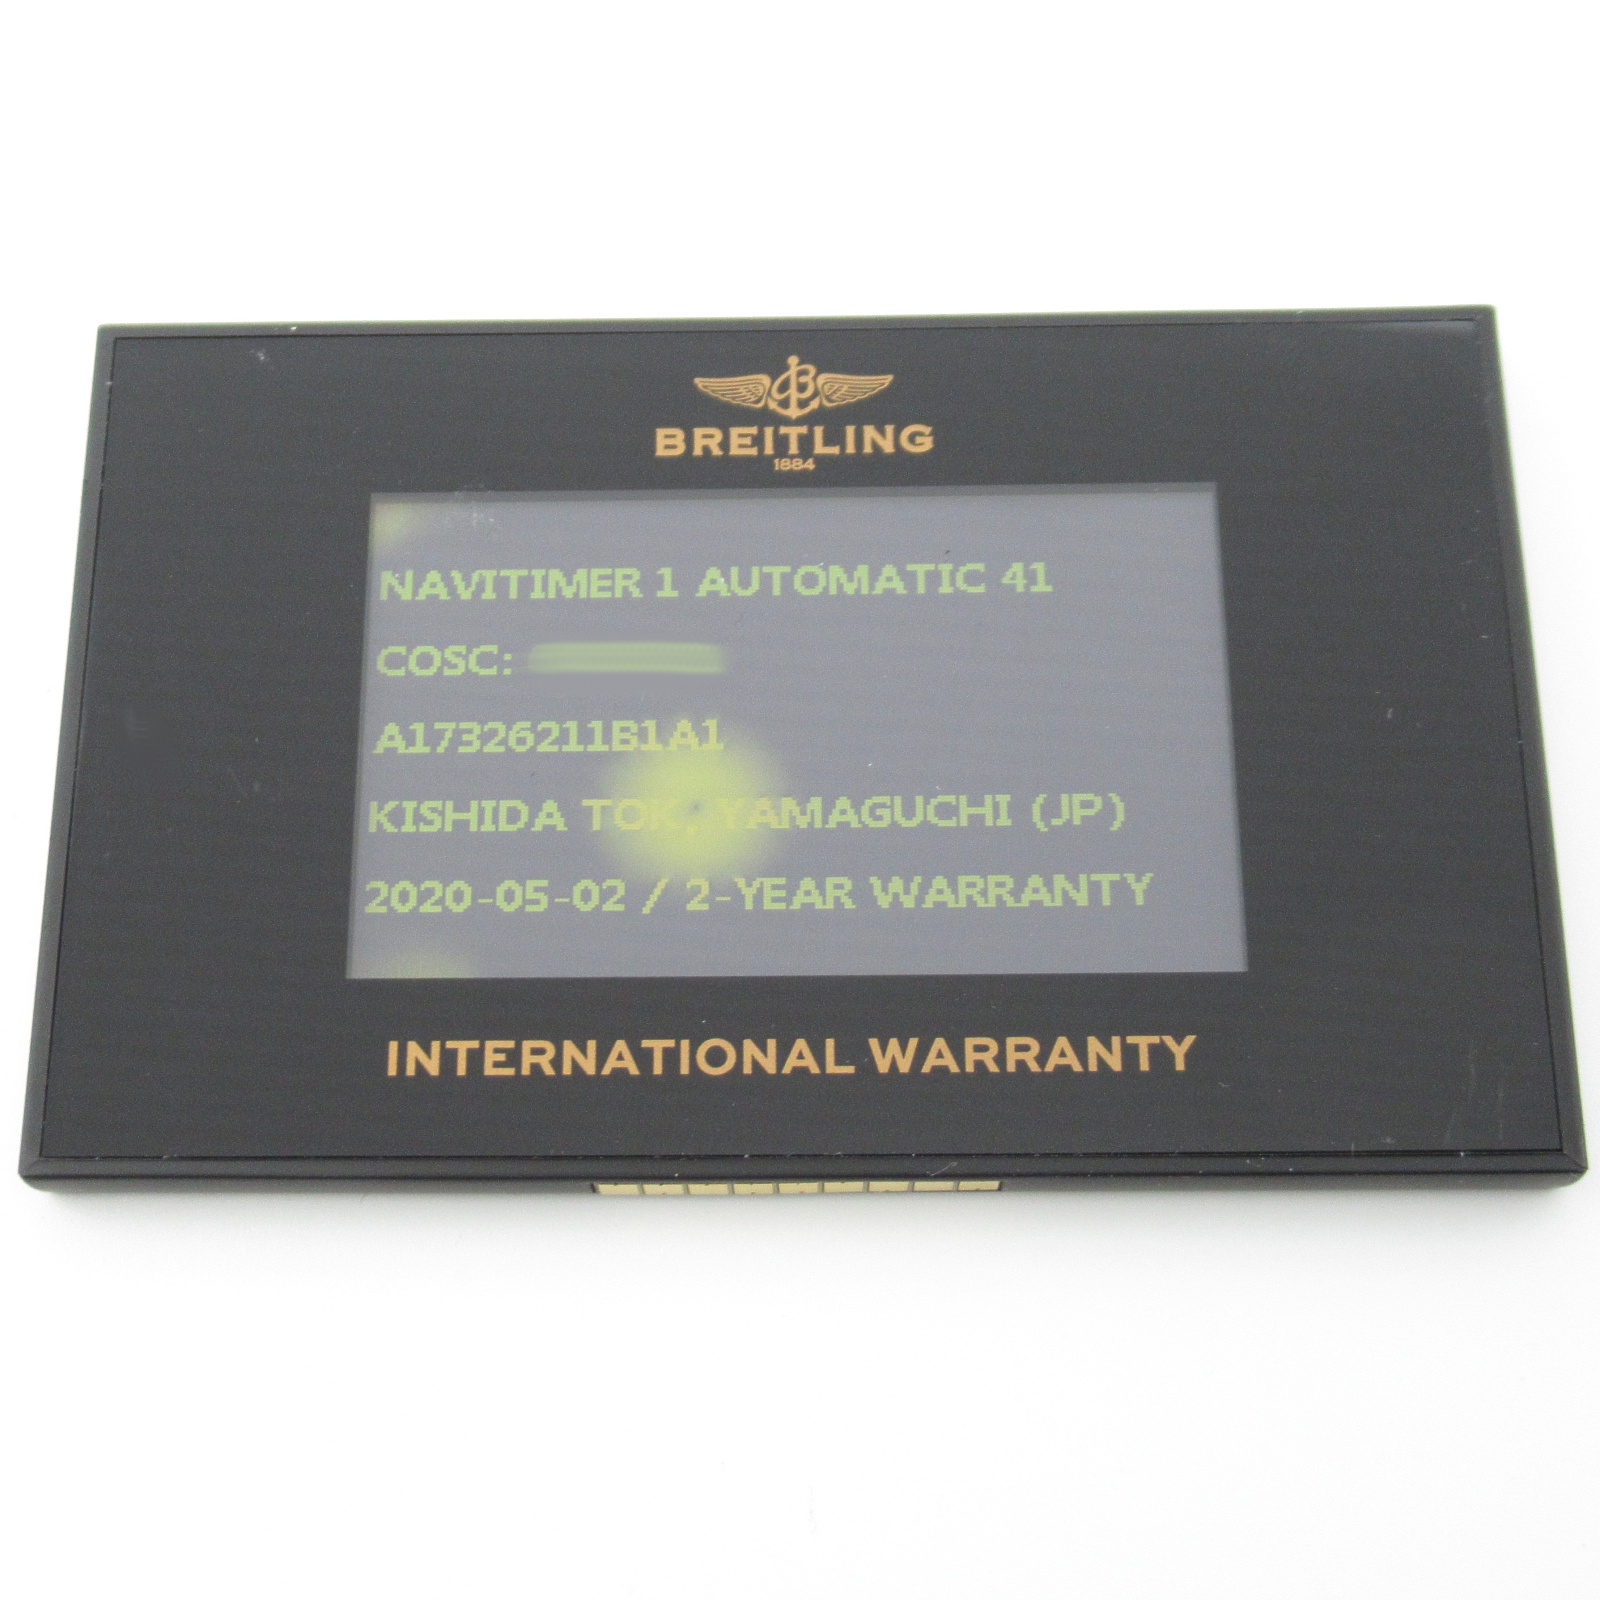 BREITLING
1884
NAVITIMER 1 AUTOMATIC 41
COSC:
A17326211B1A1
KISHIDA TOK, YAMAGUCHI (JP)
2020-05-02 / 2-YEAR WARRANTY
INTERNATIONAL WARRANTY